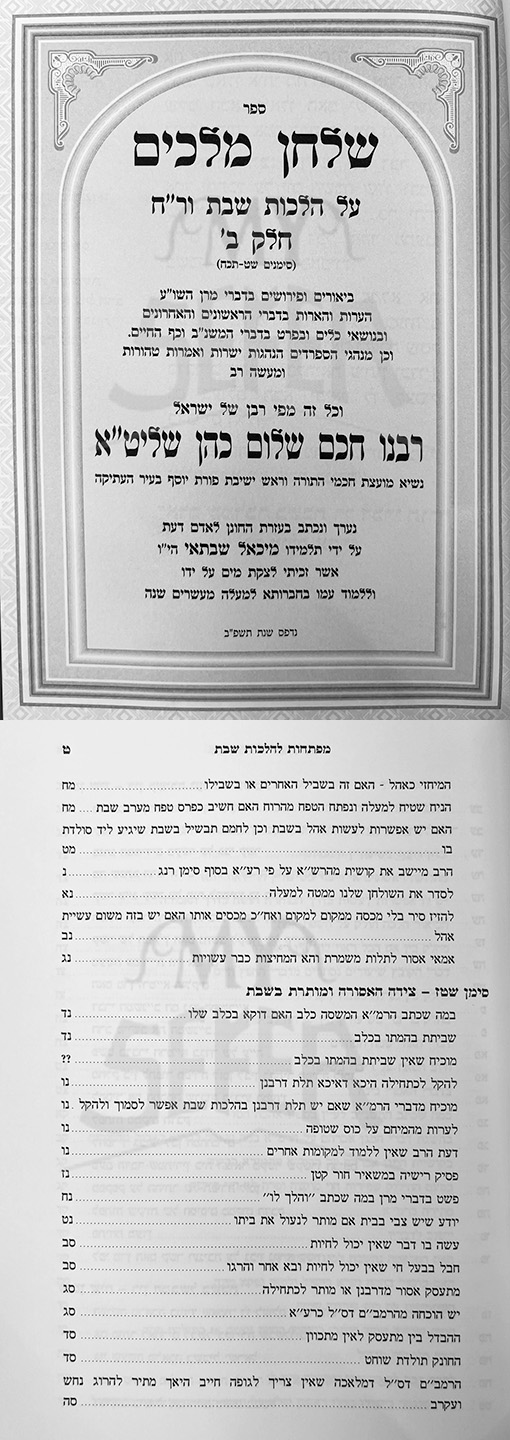 ספר
שלחן מלכים
על הלכות שבת ור"ח
חלק ב'
(סימנים שט-תכח)
ביאורים ופירושים בדברי מרן השו"ע
הערות והארות בדברי הראשונים והאחרונים
ובנושאי כלים ובפרט בדברי המשנ"ב וכף החיים.
וכן מנהגי הספרדים הנהגות ישרות ואמרות טהורות
ומעשה רב
וכל זה מפי רבן של ישראל
רבנו חכם שלום כהן שליט"א
נשיא מועצת חכמי התורה וראש ישיבת פורת יוסף בעיר העתיקה
נערך ונכתב בעזרת החונן לאדם דעת
על ידי תלמידו מיכאל שבתאי הי"ו
אשר זכיתי לצקת מים על ידו
וללמוד עמו בחברותא למעלה מעשרים שנה
נדפס שנת תשפ"ב
מפתחות להלכות שבת ט
המיחזי כאהל - האם זה בשביל האחרים או בשבילו מח
הניח שטיח למעלה ונפתח הטפח מהרוח האם חשיב כפרס טפח מערב שבת מח
האם יש אפשרות לעשות אהל בשבת וכן לחמם תבשיל בשבת שיגיע ליד סולדת
בו מט
הרב מיישב את קושית מהרש''א על פי רע''א בסוף סימן רנג נ
לסדר את השולחן שלנו ממטה למעלה נא
להזיז סיר בלי מכסה ממקום למקום ואח''כ מכסים אותו האם יש בזה משום עשיית
אהל נב
אמאי אסור לתלות משמרת והא המחיצות כבר עשויות נג
סימן שטז – צידה האסורה ומותרת בשבת
במה שכתב הרמ''א המשסה כלב האם דוקא בכלב שלו נד
שביתת בהמתו בכלב נד
מוכיח שאין שביתת בהמתו בכלב ??
להקל לכתחילה היכא דאיכא תלת דרבנן נו
מוכיח מדברי הרמ''א שאם יש תלת דרבנן בהלכות שבת אפשר לסמוך ולהקל נו
לערות מהמיחם על כוס שטופה נו
דעת הרב שאין ללמוד למקומות אחרים נו
פסיק רישיה במשאיר חור קטן נז
פשט בדברי מרן במה שכתב ''והלך לו'' נח
יודע שיש צבי בבית אם מותר לנעול את ביתו נט
עשה בו דבר שאין יכול לחיות סב
חבל בבעל חי שאין יכול לחיות ובא אחר והרגו סב
מתעסק אסור מדרבנן או מותר לכתחילה סג
יש הוכחה מהרמב''ם דס''ל כרע''א סג
ההבדל בין מתעסק לאין מתכוון סד
החונק תולדת שוחט סד
הרמב''ם דס''ל דמלאכה שאין צריך לגופה חייב היאך מתיר להרוג נחש
ועקרב סה